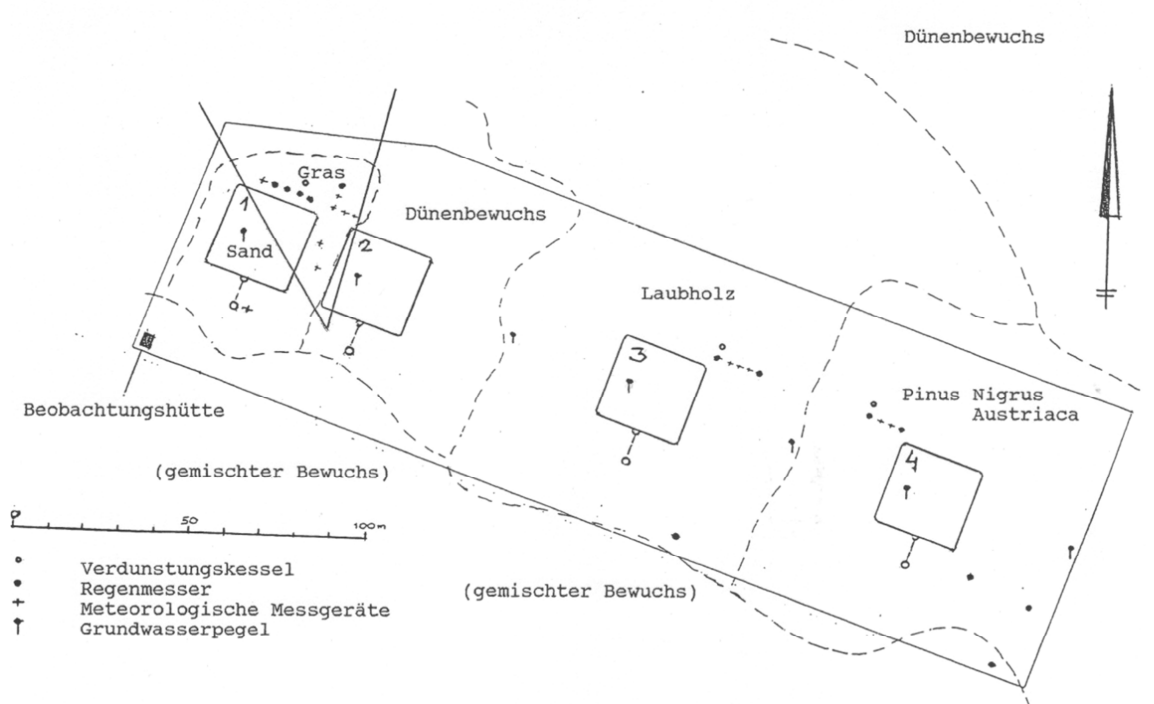 Dünenbewuchs
Gras
1
Dünenbewuchs
2
Sand
Laubholz
3
Pinus Nigrus
Austriaca
Beobachtungshütte
4
(gemischter Bewuchs)
0 50 100m
Verdunstungskessel
Regenmesser
(gemischter Bewuchs)
Meteorologische Messgeräte
Grundwasserpegel